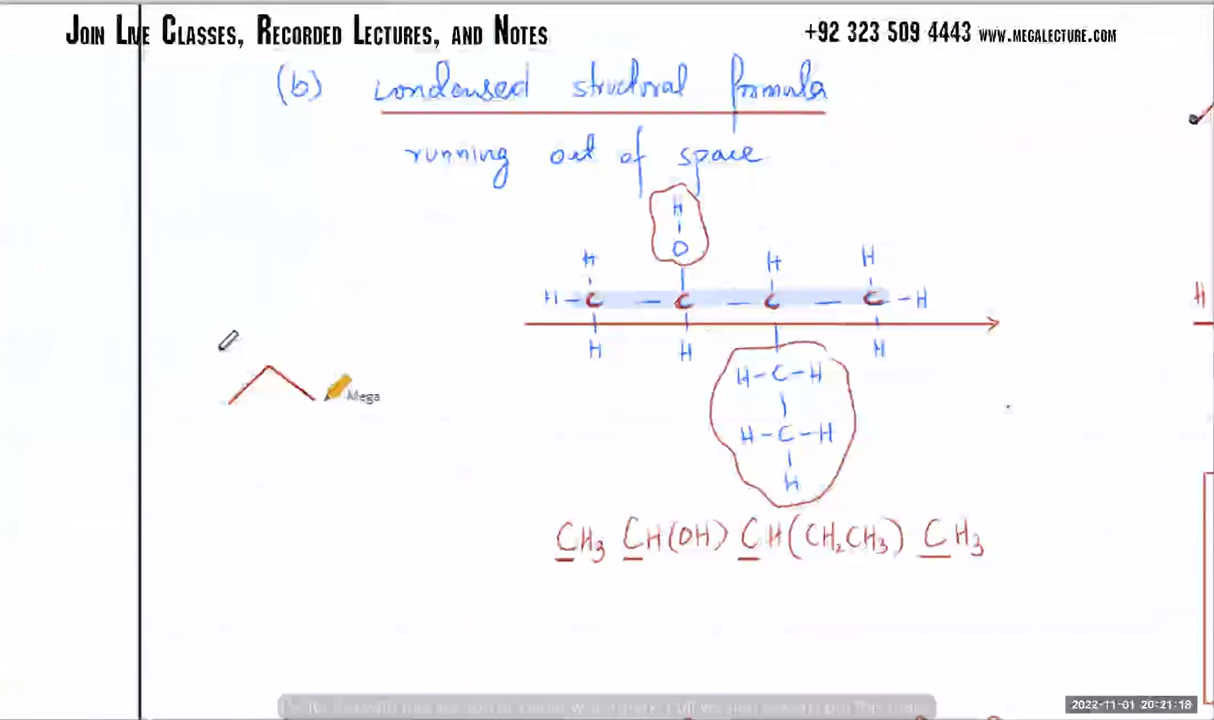 JOIN LIVE CLASSES, RECORDED LECTURES, AND NOTES
+92 323 509 4443 WWW.MEGALECTURE.COM
(b) condensed structural formula
running out of space
H
O
H H H
H – C – C – C – C – H
H H H
H – C – H
H – C – H
H
Mega
H
CH3 CH(OH) CH(CH2CH3) CH3
2022-11-01 20:21:18